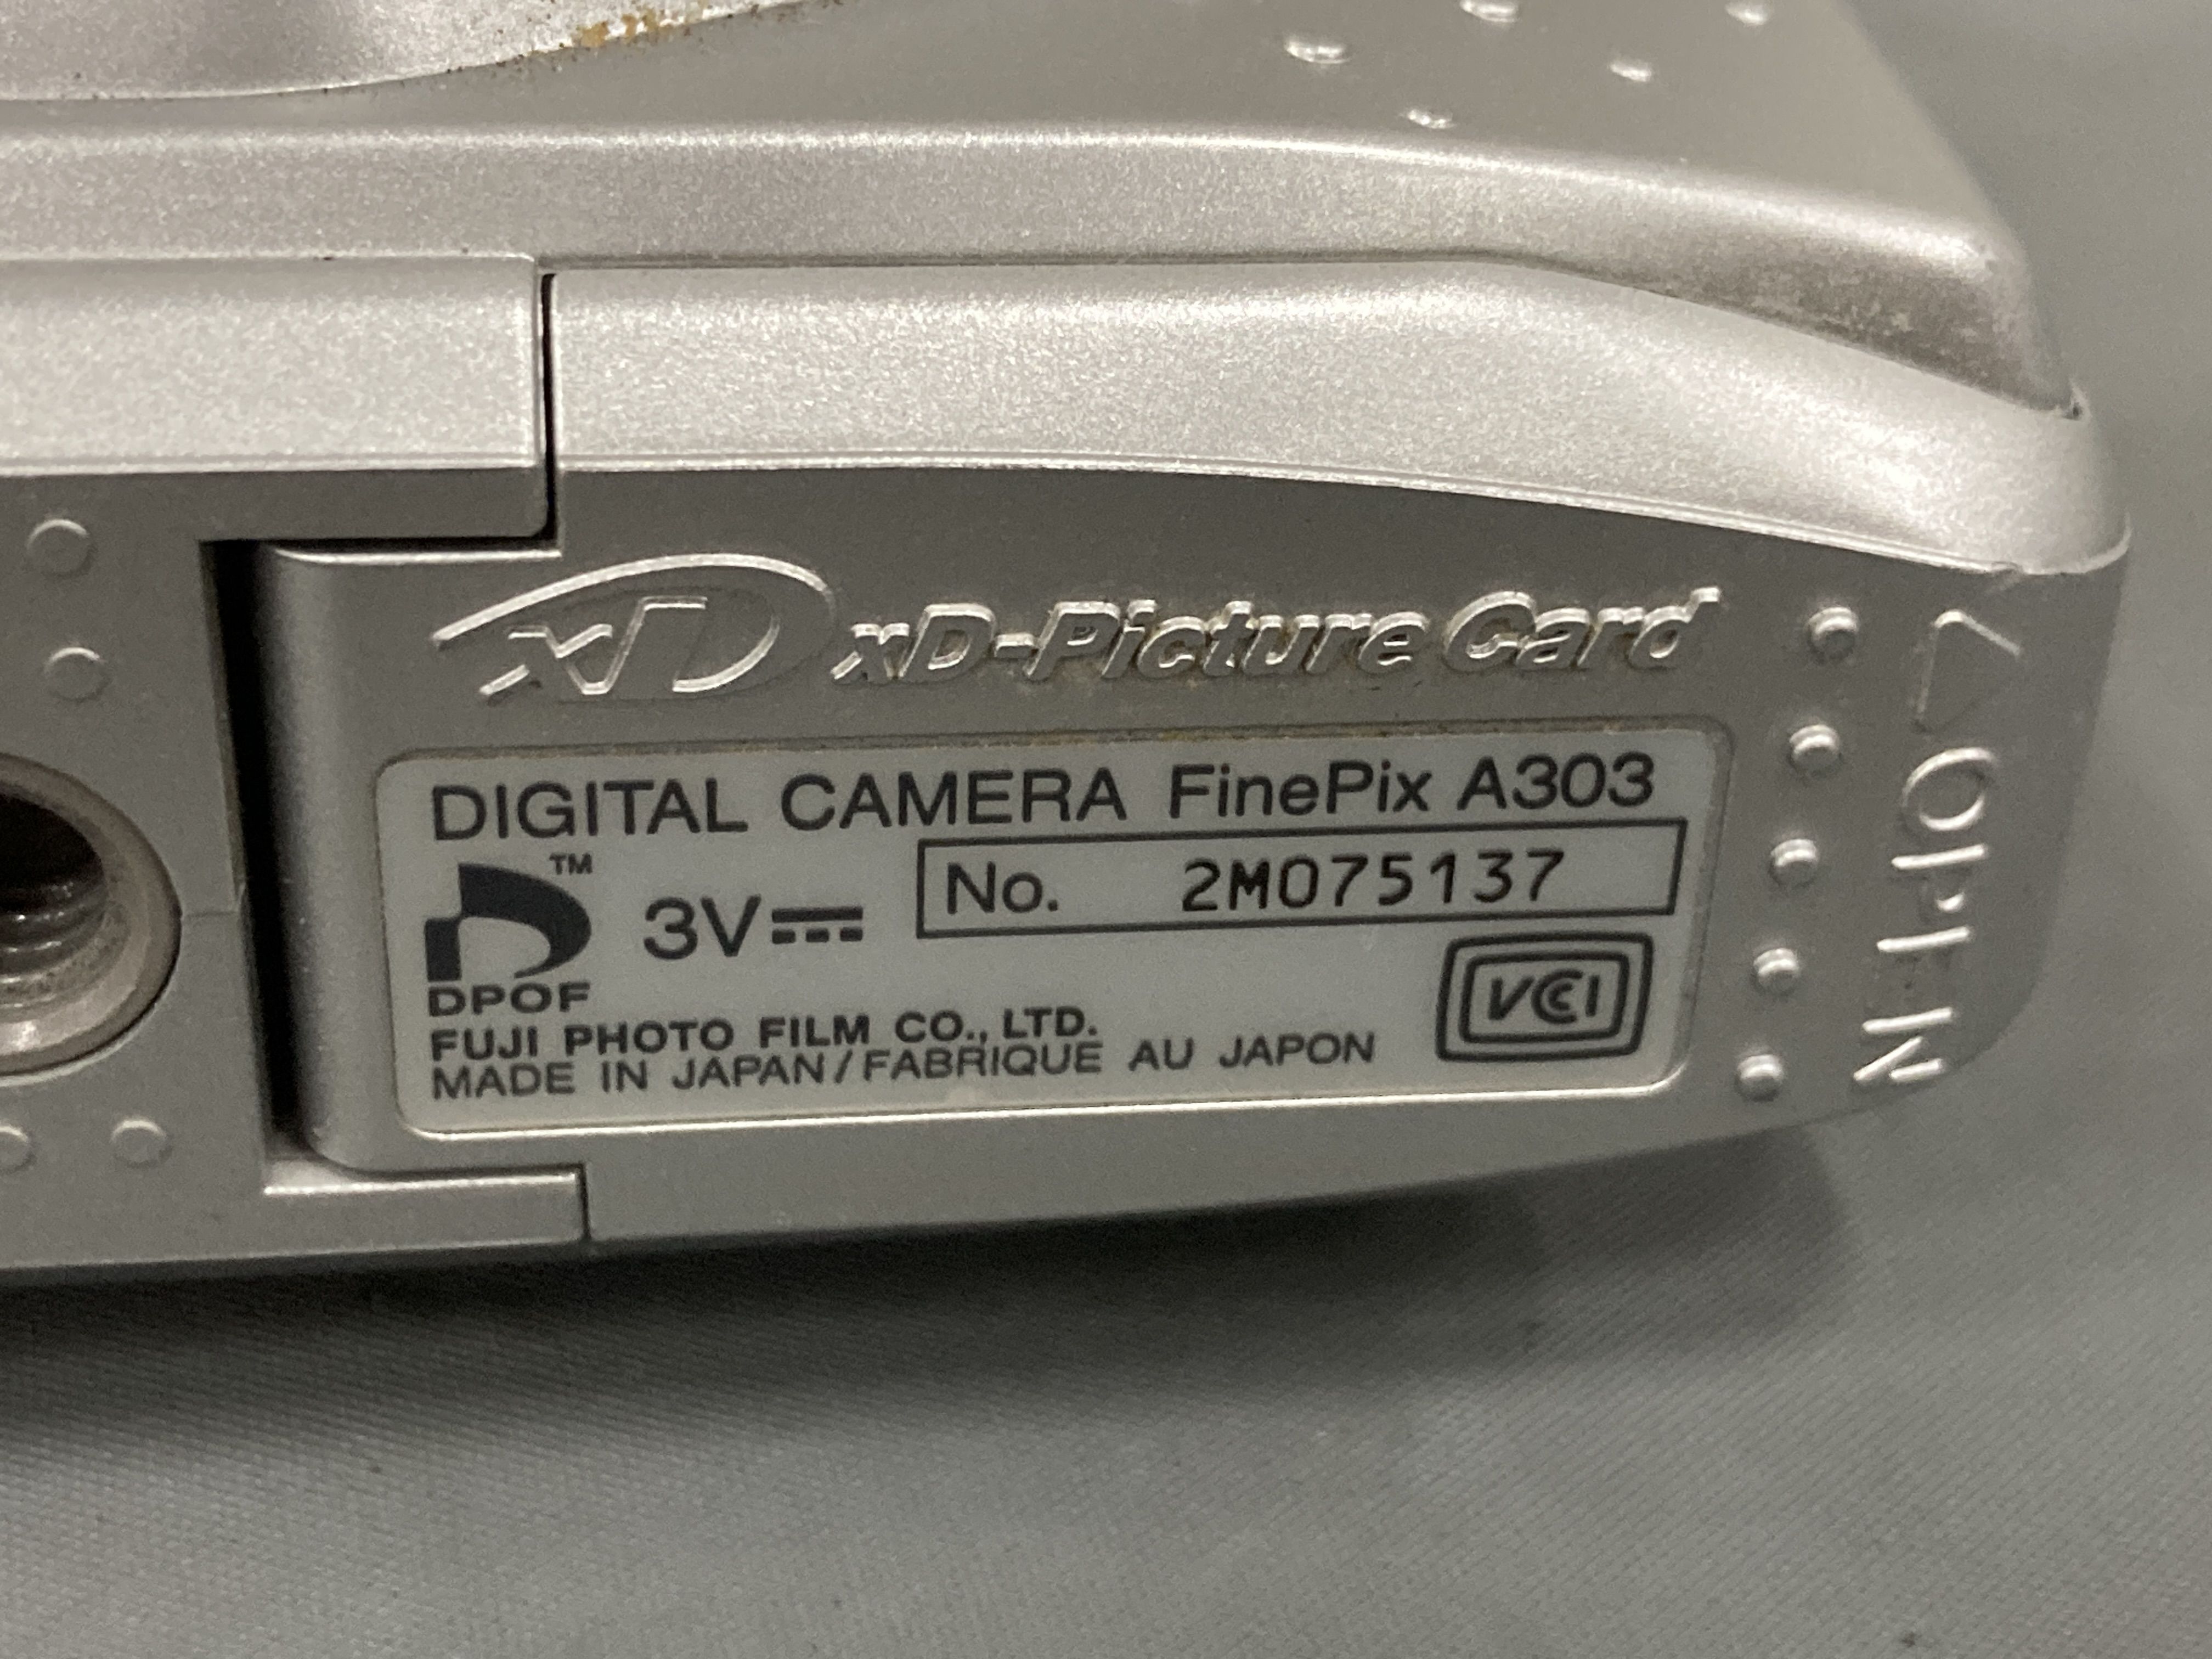 xD xD-Picture Card
DIGITAL CAMERA FinePix A303
TM
DPOF
3V
No. 2M075137
FUJI PHOTO FILM CO., LTD.
MADE IN JAPAN/FABRIQUE AU JAPON
VCCI
OPEN